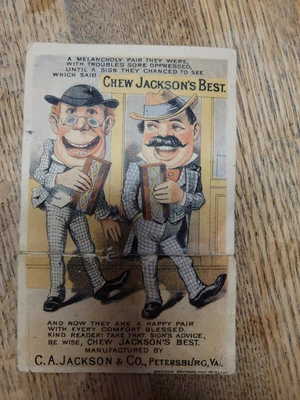 A MELANCHOLY PAIR THEY WERE,
WITH TROUBLES SORE OPPRESSED,
UNTIL A SIGN THEY CHANCED TO SEE
WHICH SAID CHEW JACKSON'S BEST.
AND NOW THEY ARE A HAPPY PAIR
WITH EVERY COMFORT BLESSED.
KIND READER TAKE THAT SIGN'S ADVICE,
BE WISE, CHEW JACKSON'S BEST.
MANUFACTURED BY
C. A. JACKSON & CO., PETERSBURG, VA.